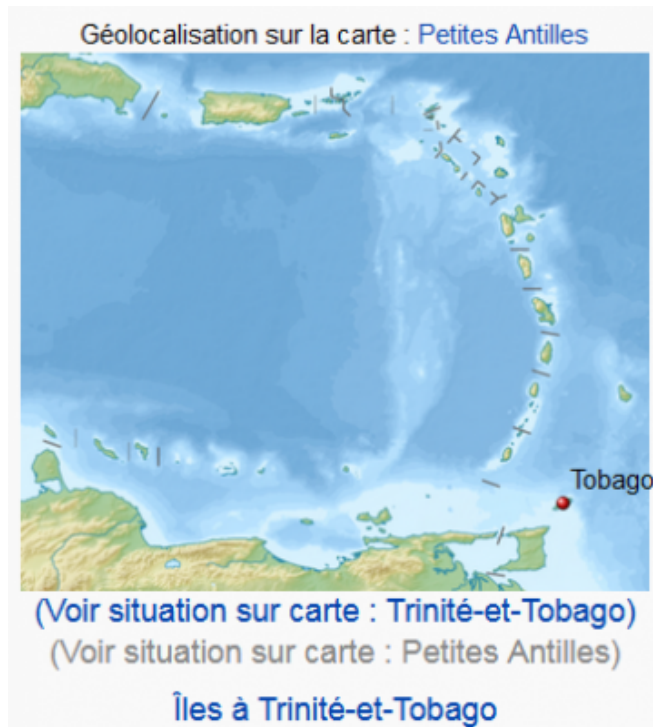 Géolocalisation sur la carte : Petites Antilles
Tobago
(Voir situation sur carte : Trinité-et-Tobago)
(Voir situation sur carte : Petites Antilles)
Îles à Trinité-et-Tobago